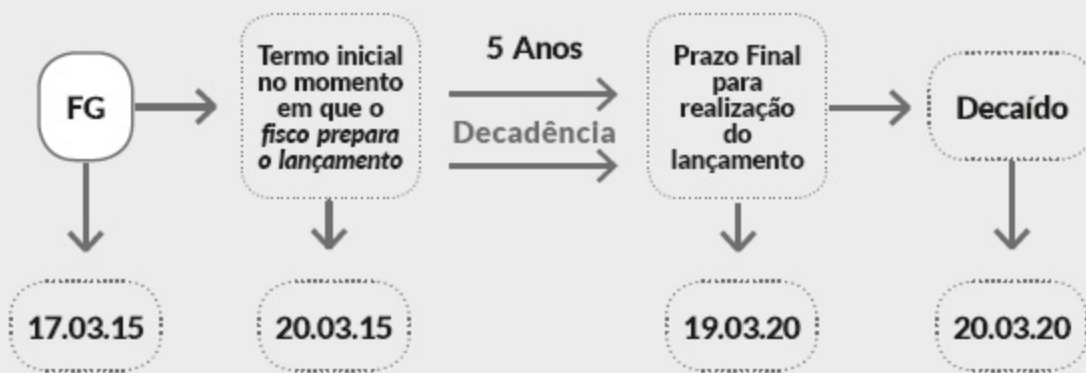 FG
Termo inicial
no momento
em que o
fisco prepara
o lançamento
5 Anos
Decadência
Prazo Final
para
realização
do
lançamento
Decaído
17.03.15
20.03.15
19.03.20
20.03.20